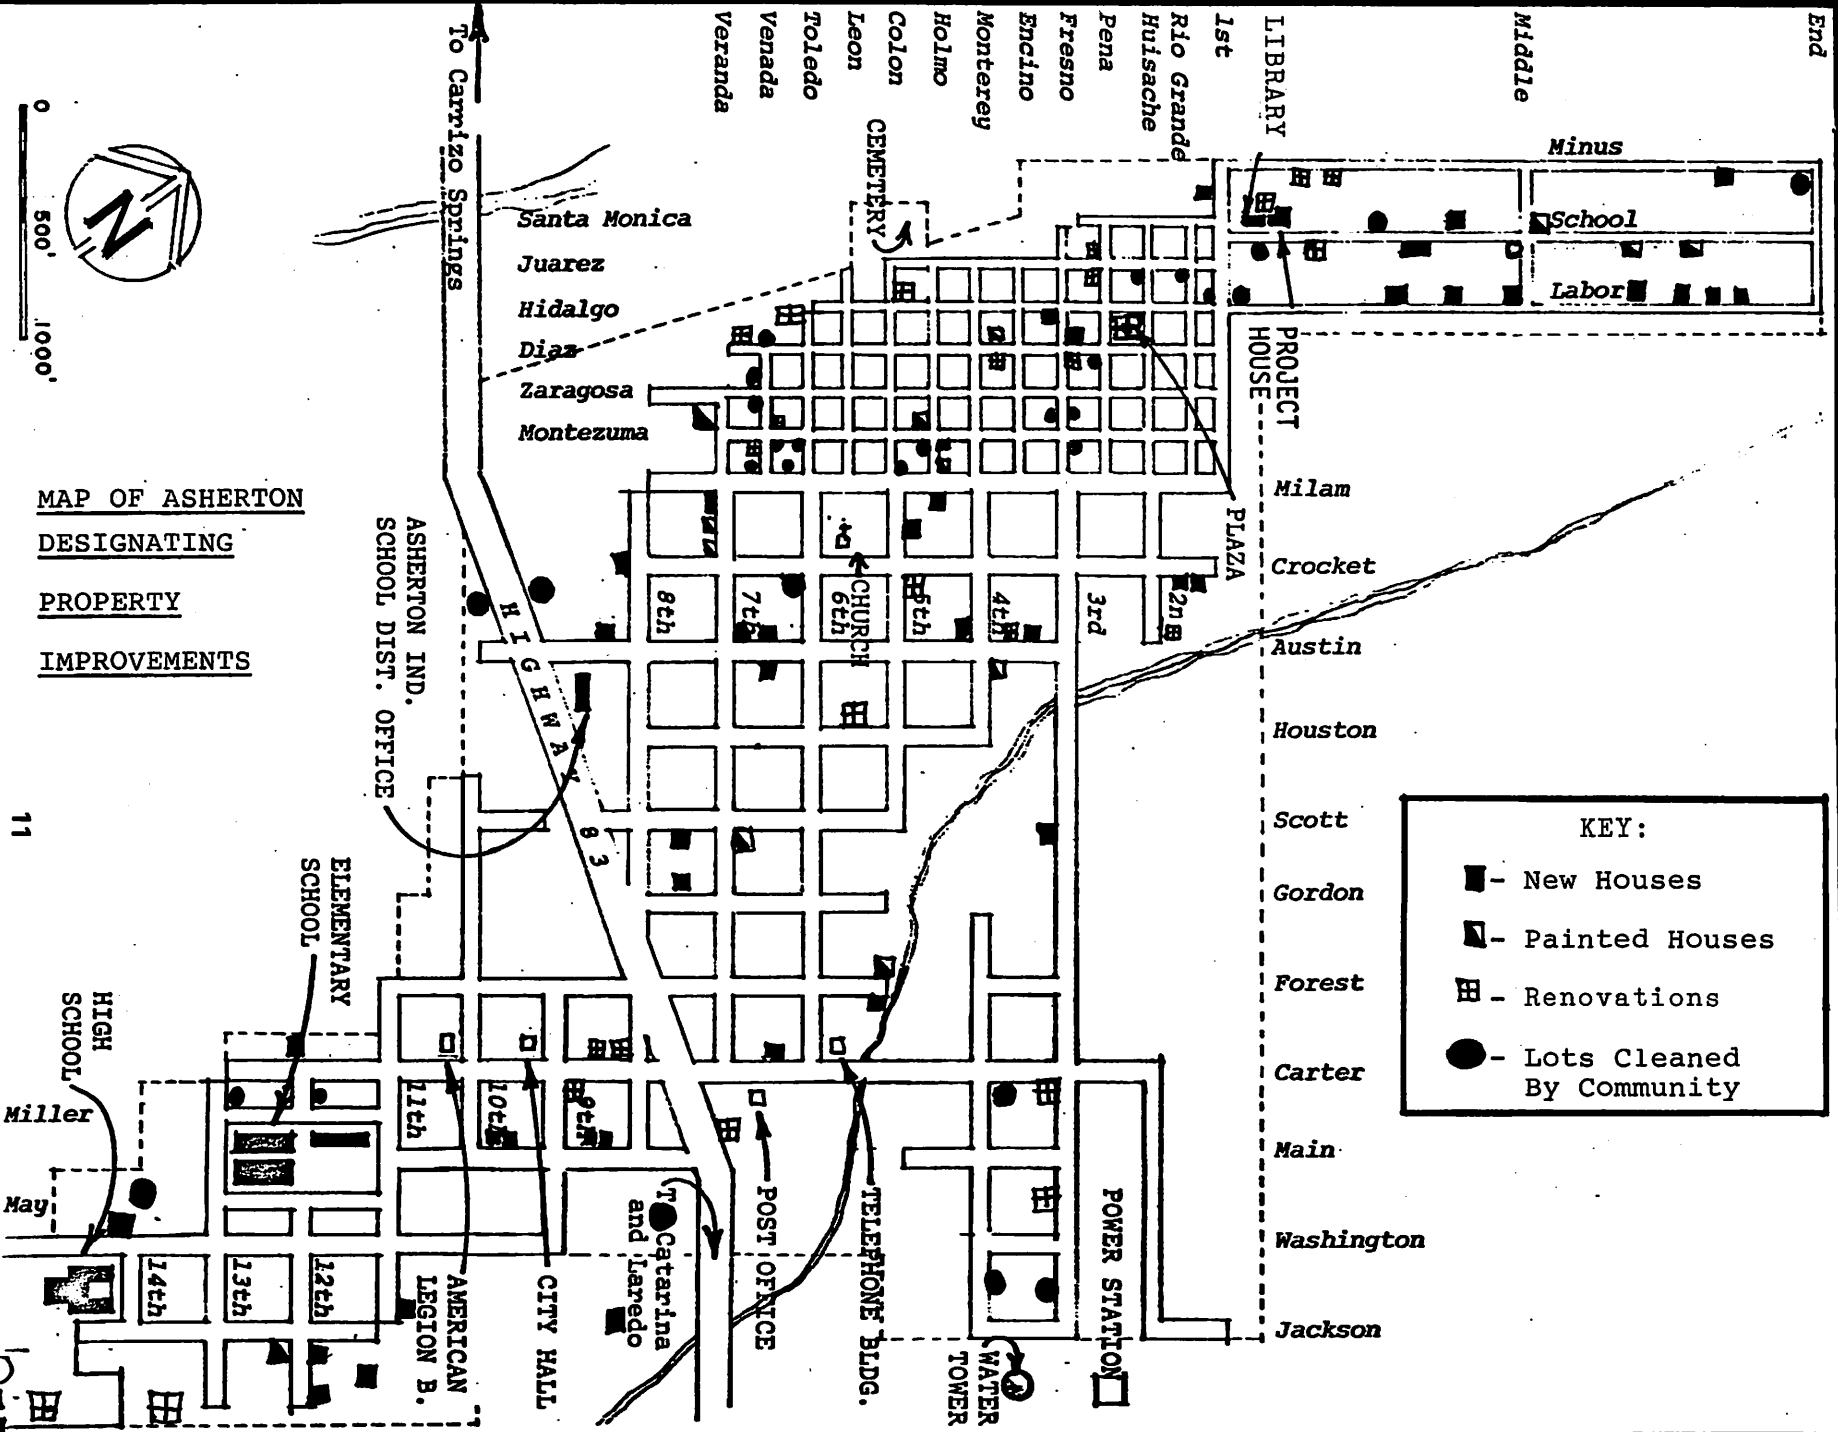 Veranda
Venada
Toledo
Leon
Colon
Holmo
Monterey
Encino
Fresno
Pena
Huisache
Rio Grande
1st
LIBRARY
Middle
End
To Carrizo Springs
0
500'
1000'
N
CEMETERY
Minus
School
Labor
Santa Monica
Juarez
Hidalgo
Diaz
Zaragosa
Montezuma
PROJECT
HOUSE
MAP OF ASHERTON
DESIGNATING
PROPERTY
IMPROVEMENTS
ASHERTON IND.
SCHOOL DIST. OFFICE
HIGHWAY 83
PLAZA
CHURCH
8th
7th
6th
5th
4th
3rd
2nd
Milam
Crocket
Austin
Houston
Scott
Gordon
Forest
Carter
Main
Washington
Jackson
KEY:
- New Houses
- Painted Houses
- Renovations
- Lots Cleaned
By Community
11
ELEMENTARY
SCHOOL
HIGH
SCHOOL
Miller
May
11th
10th
9th
14th
13th
12th
AMERICAN
LEGION B.
CITY HALL
To Catarina
and Laredo
POST OFFICE
TELEPHONE BLDG.
WATER
TOWER
POWER STATION